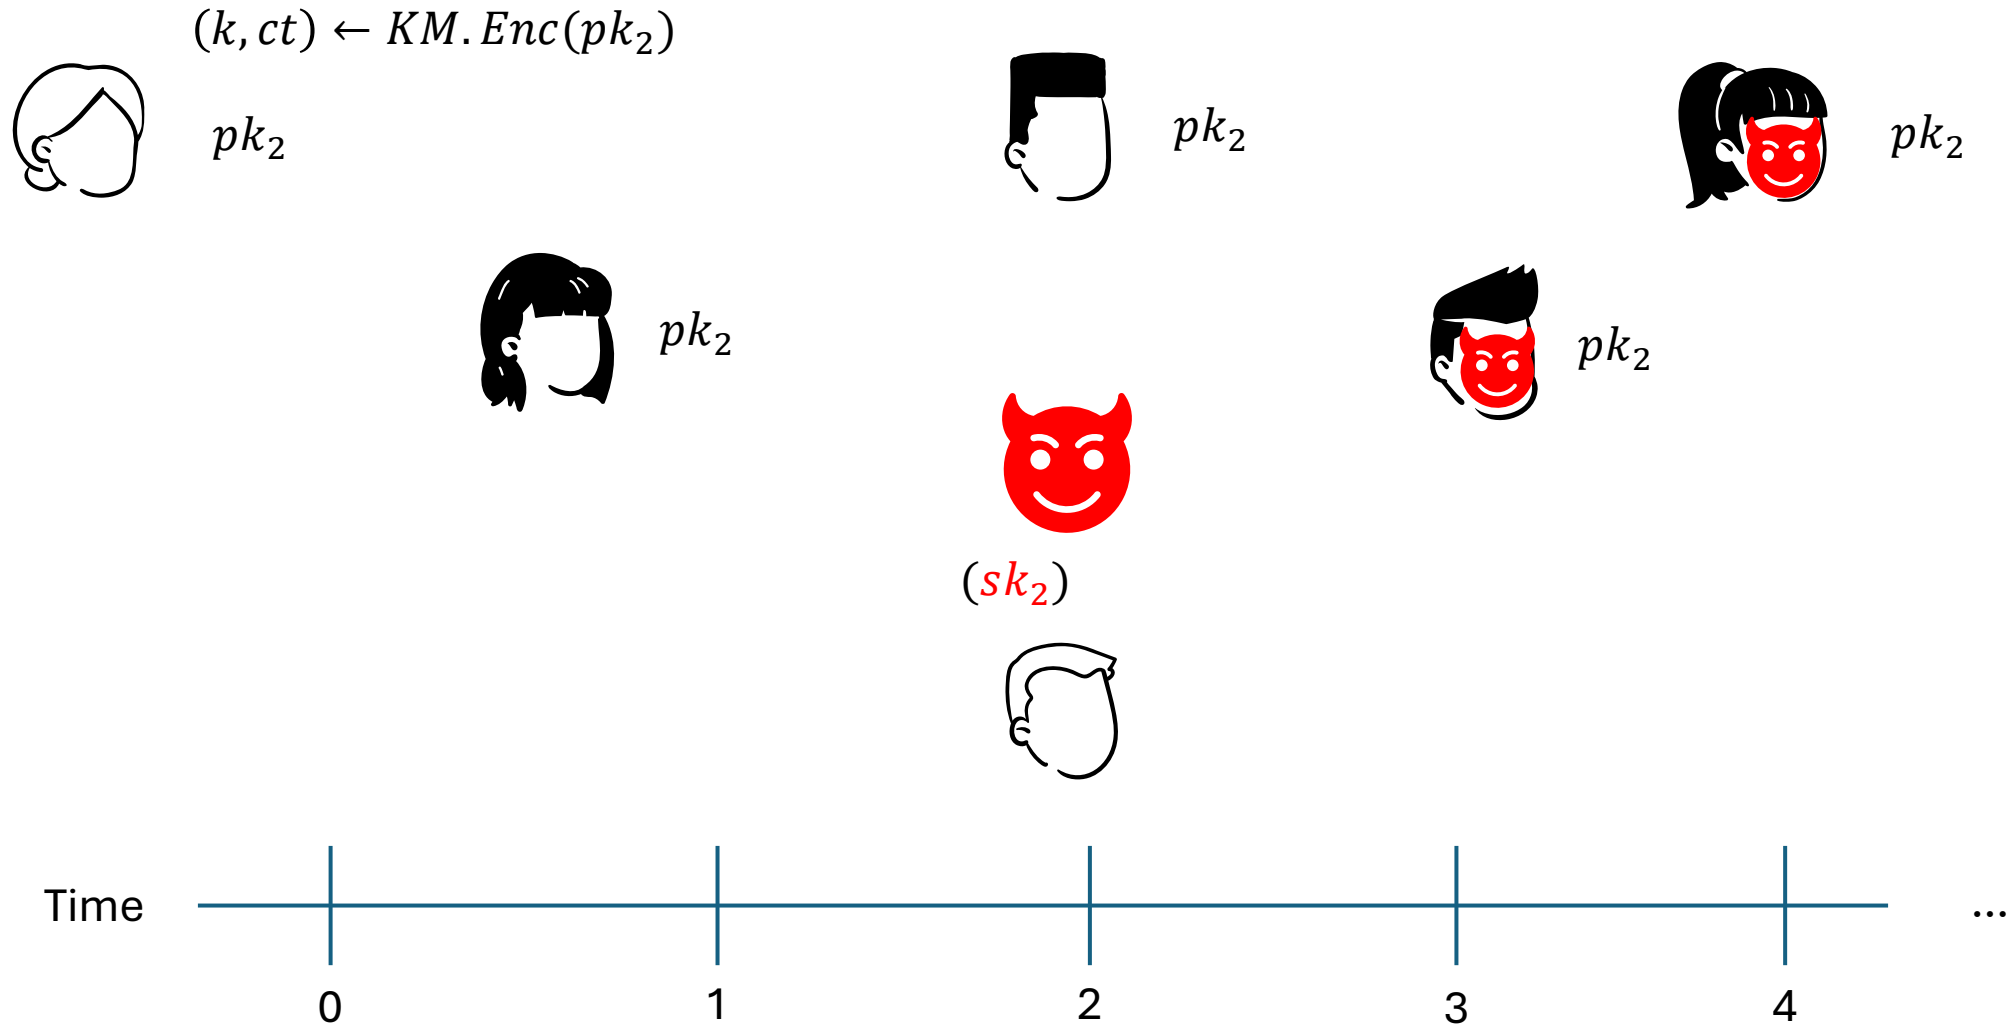 (k, ct) ← KM.Enc(pk₂)
pk₂
pk₂
pk₂
pk₂
pk₂
(sk₂)
Time
...
0 1 2 3 4